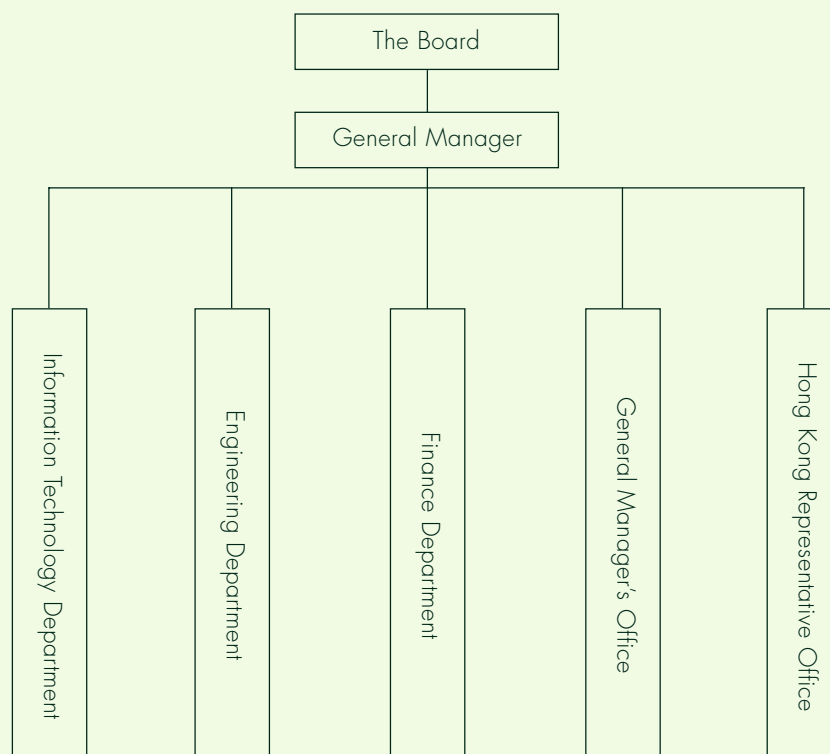 The Board
General Manager
Information Technology Department
Engineering Department
Finance Department
General Manager's Office
Hong Kong Representative Office